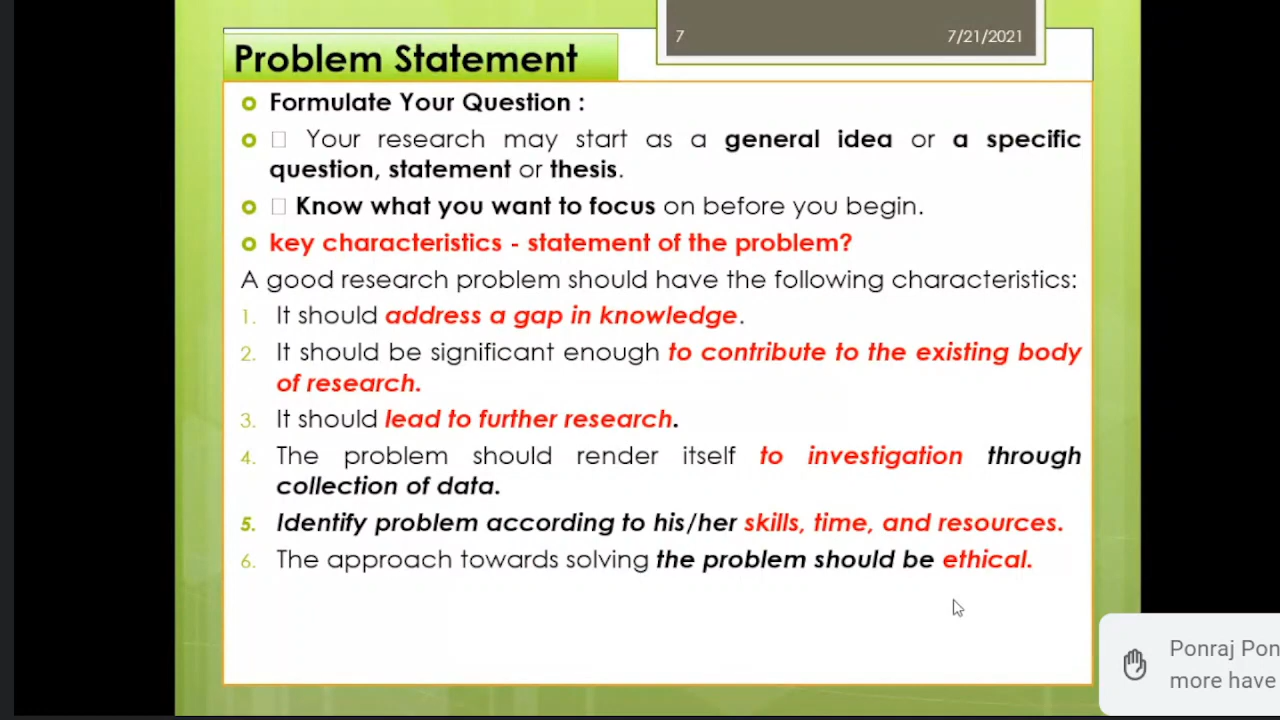 7 7/21/2021
Problem Statement
Formulate Your Question :
Your research may start as a general idea or a specific
question, statement or thesis.
Know what you want to focus on before you begin.
key characteristics - statement of the problem?
A good research problem should have the following characteristics:
1. It should address a gap in knowledge.
2. It should be significant enough to contribute to the existing body
of research.
3. It should lead to further research.
4. The problem should render itself to investigation through
collection of data.
5. Identify problem according to his/her skills, time, and resources.
6. The approach towards solving the problem should be ethical.
Ponraj Pon
more have